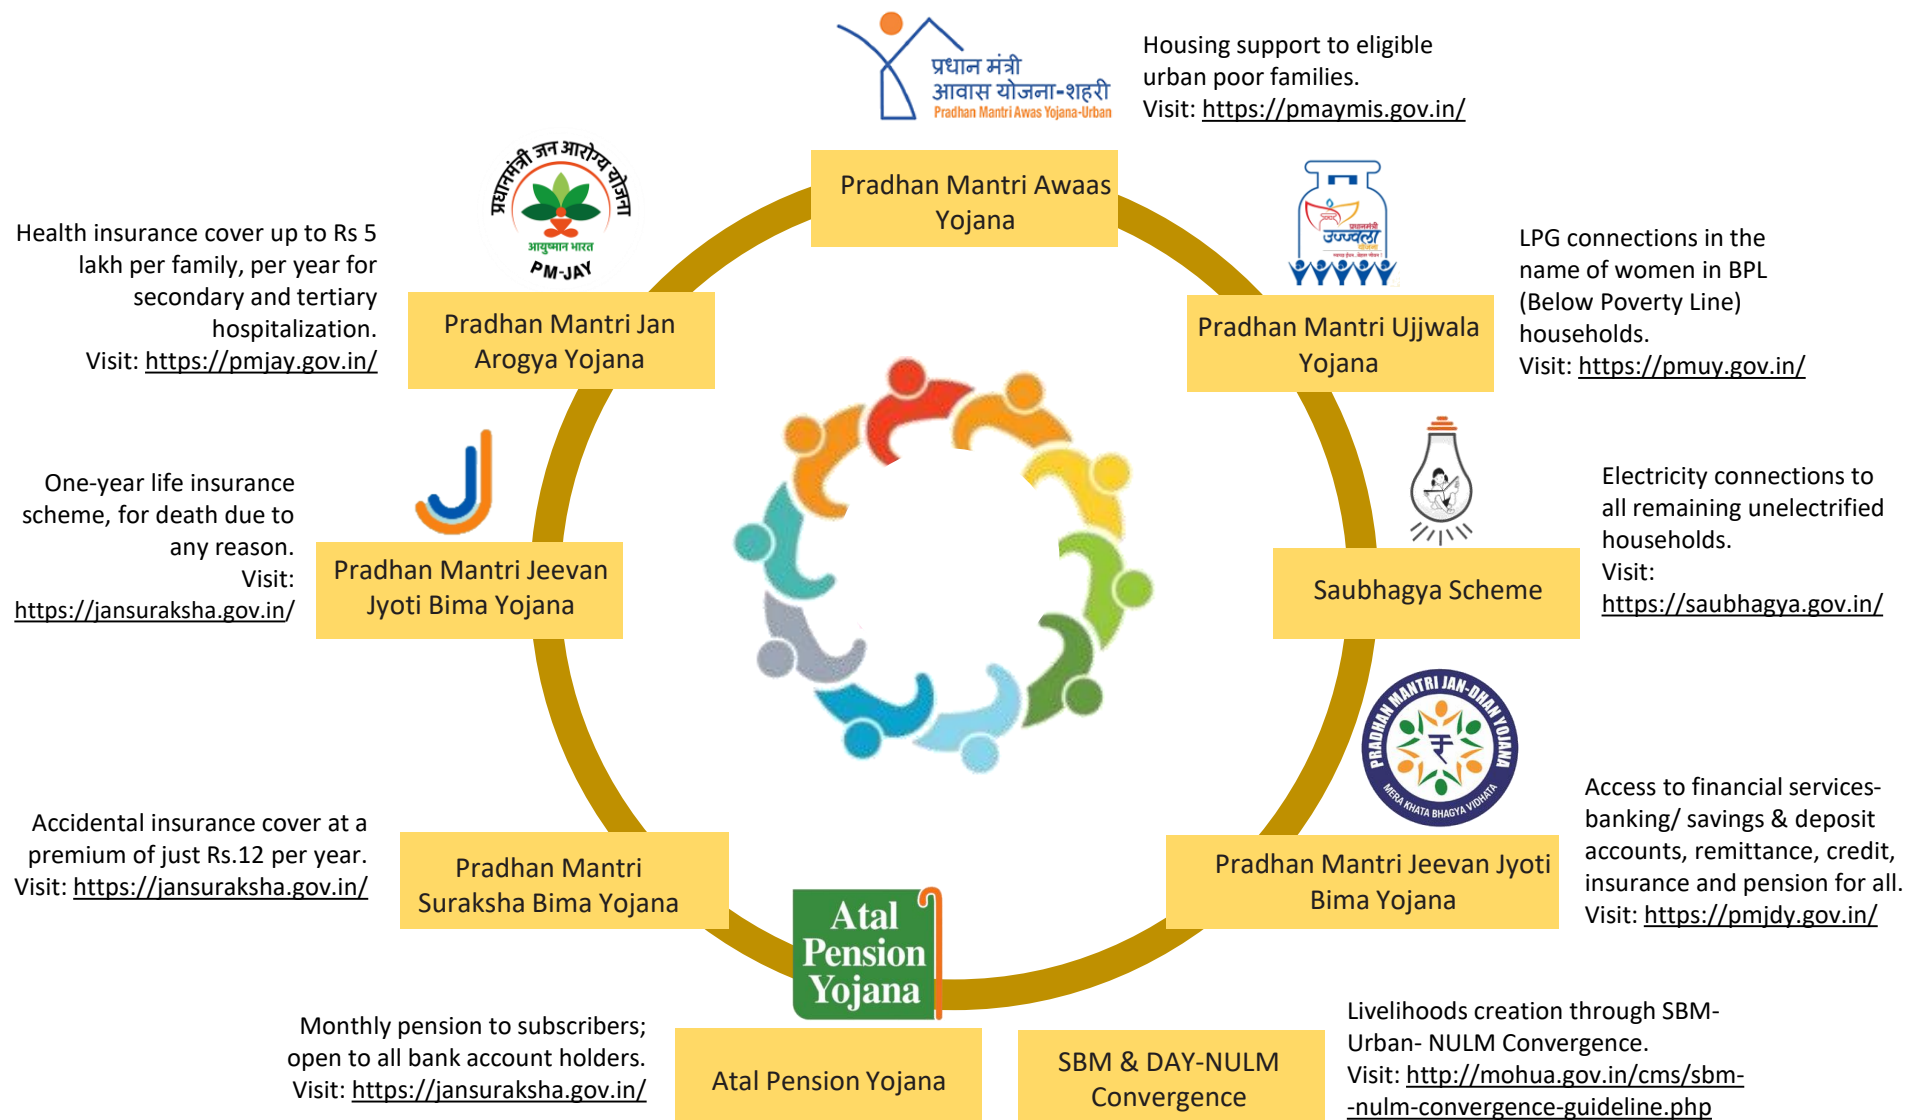 प्रधान मंत्री
आवास योजना-शहरी
Pradhan Mantri Awas Yojana-Urban
Housing support to eligible
urban poor families.
Visit: https://pmaymis.gov.in/
Pradhan Mantri Awaas
Yojana
प्रधानमंत्री जन आरोग्य योजना
आयुष्मान भारत
PM-JAY
Health insurance cover up to Rs 5
lakh per family, per year for
secondary and tertiary
hospitalization.
Visit: https://pmjay.gov.in/
Pradhan Mantri Jan
Arogya Yojana
प्रधानमंत्री
उज्ज्वला
योजना
LPG connections in the
name of women in BPL
(Below Poverty Line)
households.
Visit: https://pmuy.gov.in/
Pradhan Mantri Ujjwala
Yojana
One-year life insurance
scheme, for death due to
any reason.
Visit:
https://jansuraksha.gov.in/
Pradhan Mantri Jeevan
Jyoti Bima Yojana
Electricity connections to
all remaining unelectrified
households.
Visit:
https://saubhagya.gov.in/
Saubhagya Scheme
PRADHAN MANTRI JAN-DHAN YOJANA
MERA KHATA BHAGYA VIDHATA
Access to financial services-
banking/ savings & deposit
accounts, remittance, credit,
insurance and pension for all.
Visit: https://pmjdy.gov.in/
Pradhan Mantri Jeevan Jyoti
Bima Yojana
Accidental insurance cover at a
premium of just Rs.12 per year.
Visit: https://jansuraksha.gov.in/
Pradhan Mantri
Suraksha Bima Yojana
Atal
Pension
Yojana
Monthly pension to subscribers;
open to all bank account holders.
Visit: https://jansuraksha.gov.in/
Atal Pension Yojana
SBM & DAY-NULM
Convergence
Livelihoods creation through SBM-
Urban- NULM Convergence.
Visit: http://mohua.gov.in/cms/sbm-
-nulm-convergence-guideline.php